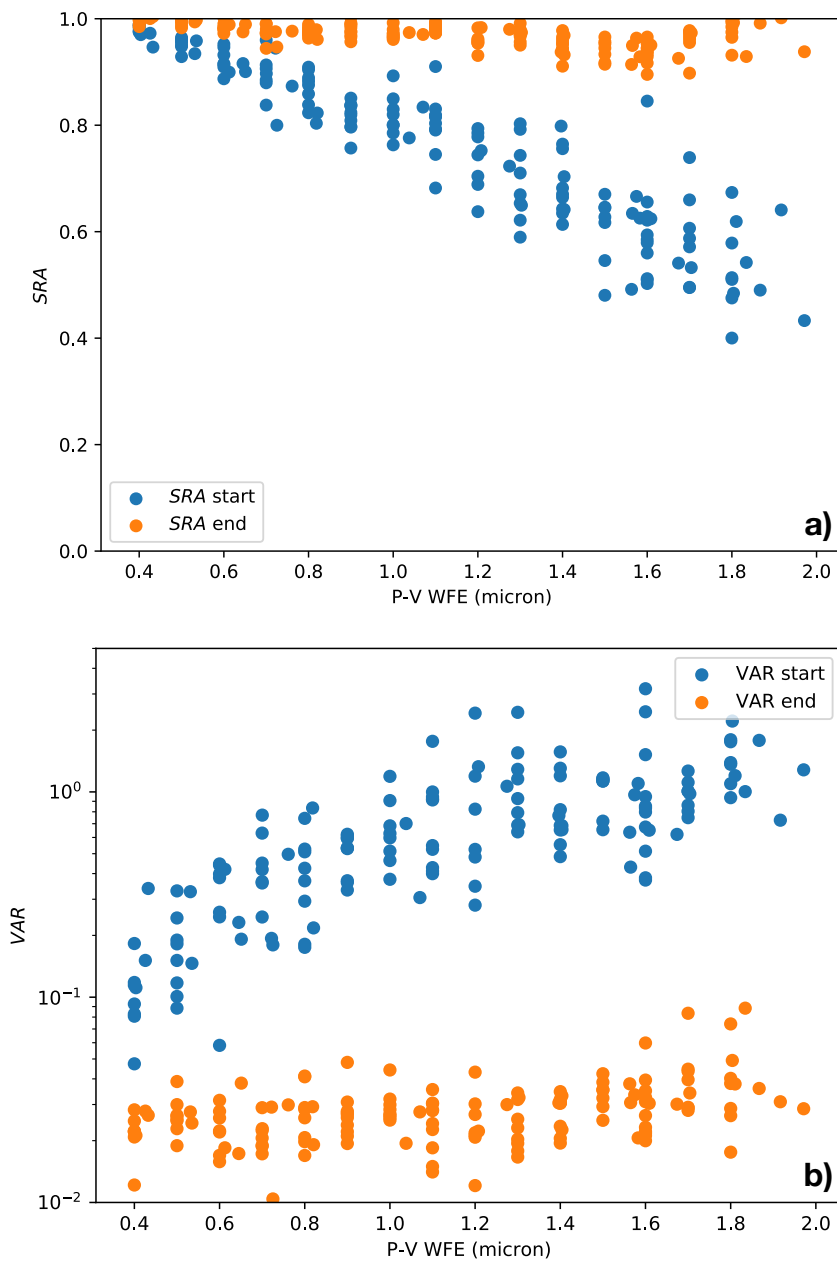 1.0
0.8
0.6
0.4
0.2
0.0
SRA
SRA start
SRA end
a)
0.4 0.6 0.8 1.0 1.2 1.4 1.6 1.8 2.0
P-V WFE (micron)
VAR start
VAR end
10⁰
10⁻¹
10⁻²
VAR
b)
0.4 0.6 0.8 1.0 1.2 1.4 1.6 1.8 2.0
P-V WFE (micron)